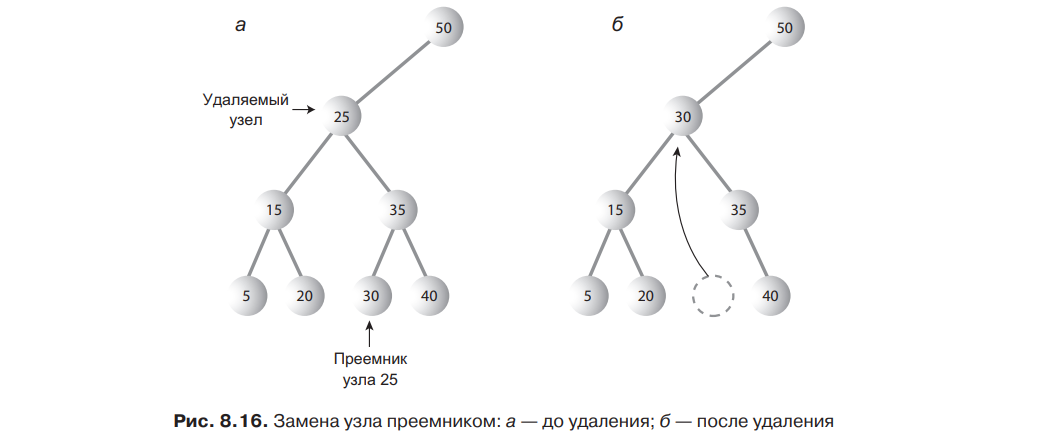 а
50
Удаляемый
узел
25
15
35
5
20
30
40
Преемник
узла 25
б
50
30
15
35
5
20
40
Рис. 8.16. Замена узла преемником: а — до удаления; б — после удаления